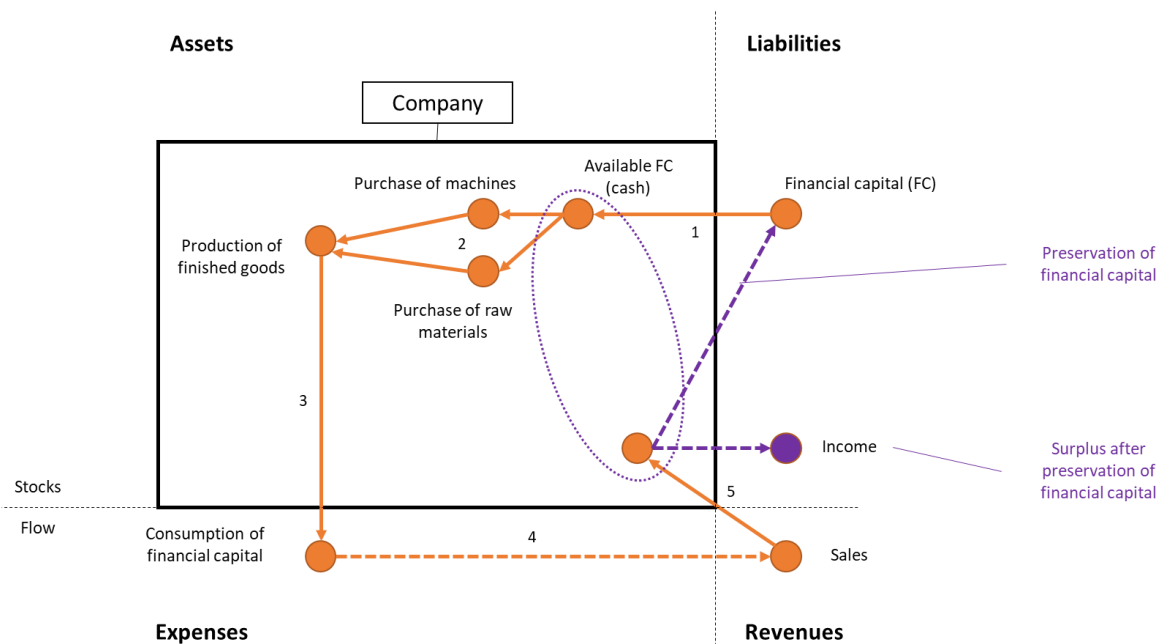 Assets
Liabilities
Company
Available FC
(cash)
Purchase of machines
Financial capital (FC)
1
2
Production of
finished goods
Preservation of
financial capital
Purchase of raw
materials
3
Income
Surplus after
preservation of
financial capital
Stocks
5
Flow
Consumption of
financial capital
4
Sales
Expenses
Revenues